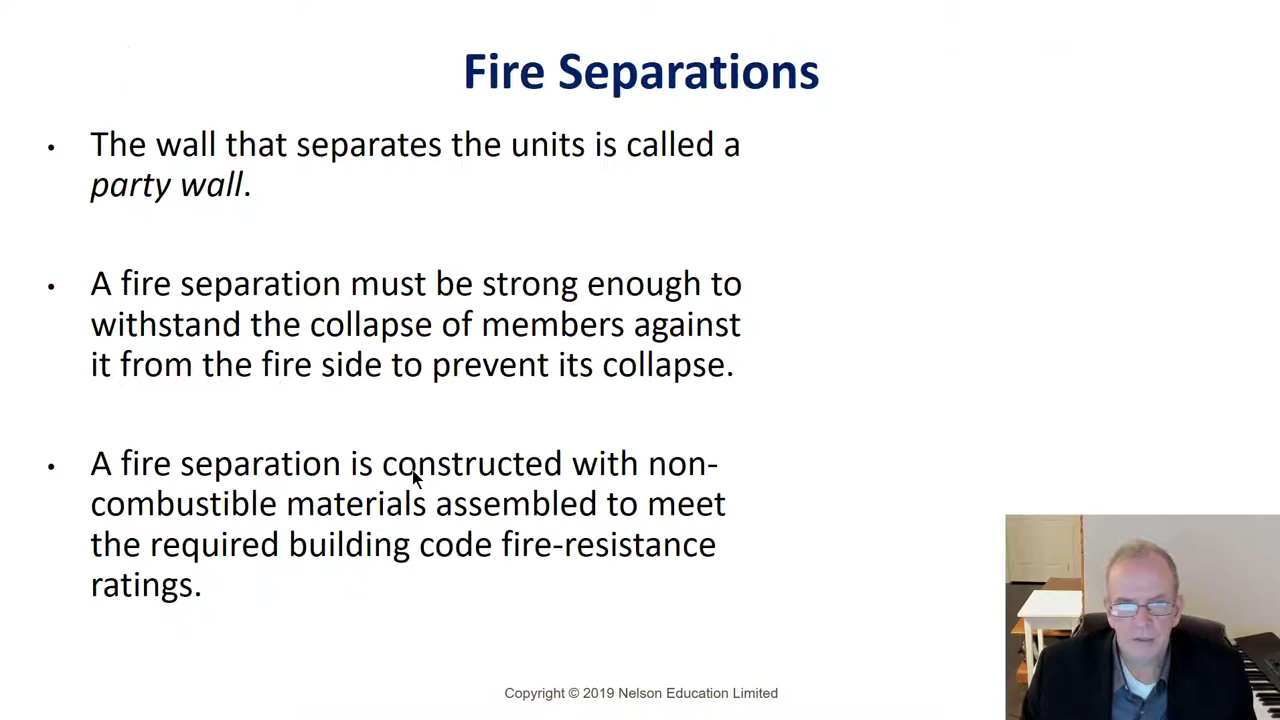 Fire Separations
• The wall that separates the units is called a
party wall.
• A fire separation must be strong enough to
withstand the collapse of members against
it from the fire side to prevent its collapse.
• A fire separation is constructed with non-
combustible materials assembled to meet
the required building code fire-resistance
ratings.
Copyright © 2019 Nelson Education Limited